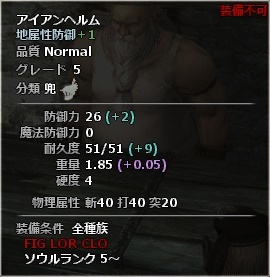 装備不可
アイアンヘルム
地属性防御+1
品質 Normal
グレード 5
分類 兜
防御力 26 (+2)
魔法防御力 0
耐久度 51/51 (+9)
重量 1.85 (+0.05)
硬度 4
物理属性 斬40 打40 突20
装備条件 全種族
FIG LOR CLO
ソウルランク 5～